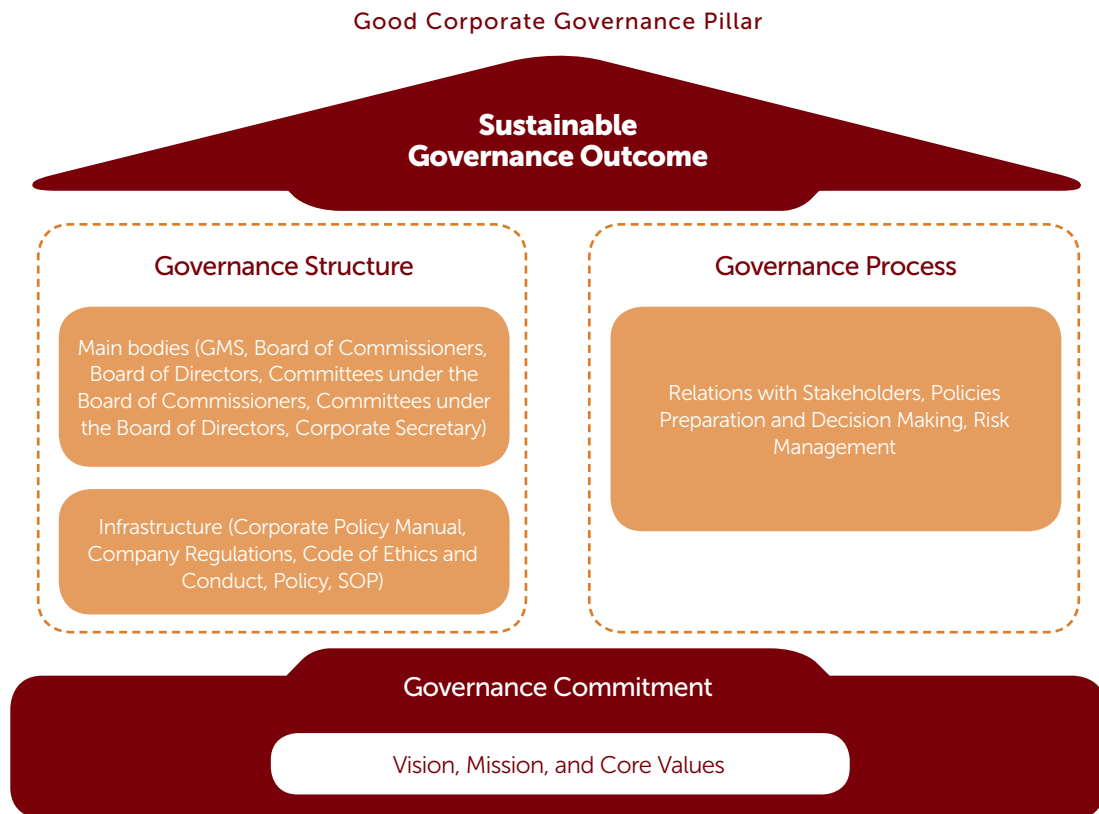 Good Corporate Governance Pillar
Sustainable
Governance Outcome
Governance Structure
Main bodies (GMS, Board of Commissioners,
Board of Directors, Committees under the
Board of Commissioners, Committees under
the Board of Directors, Corporate Secretary)
Infrastructure (Corporate Policy Manual,
Company Regulations, Code of Ethics and
Conduct, Policy, SOP)
Governance Process
Relations with Stakeholders, Policies
Preparation and Decision Making, Risk
Management
Governance Commitment
Vision, Mission, and Core Values